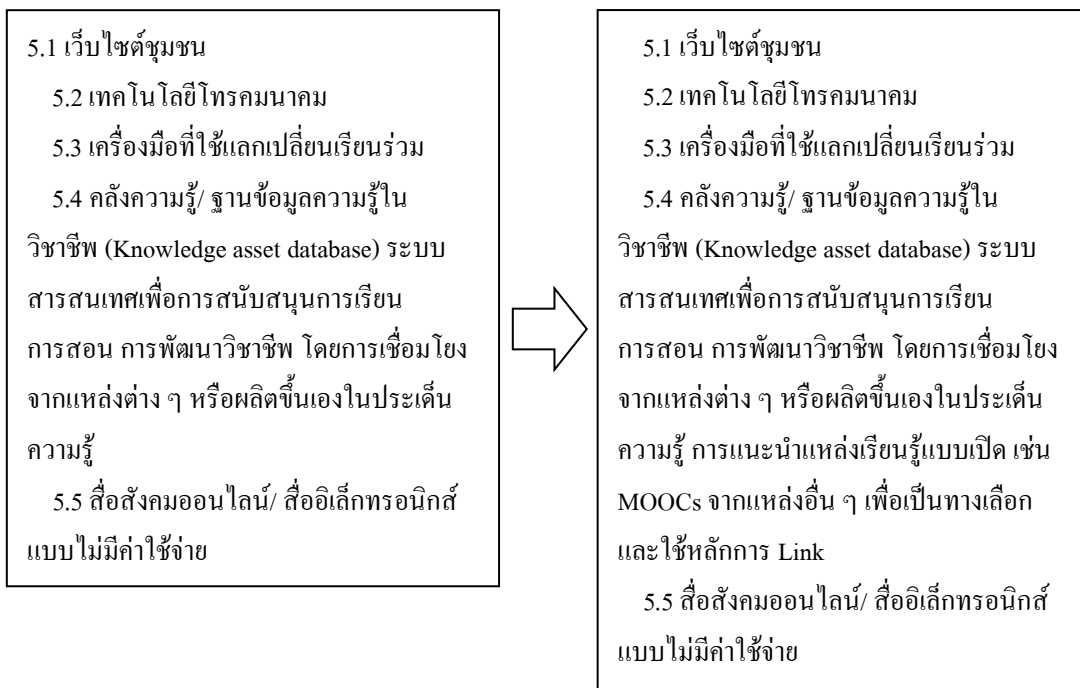 5.1 เว็บไซต์ชุมชน
5.2 เทคโนโลยีโทรคมนาคม
5.3 เครื่องมือที่ใช้แลกเปลี่ยนเรียนร่วม
5.4 คลังความรู้/ ฐานข้อมูลความรู้ใน
วิชาชีพ (Knowledge asset database) ระบบ
สารสนเทศเพื่อการสนับสนุนการเรียน
การสอน การพัฒนาวิชาชีพ โดยการเชื่อมโยง
จากแหล่งต่าง ๆ หรือผลิตขึ้นเองในประเด็น
ความรู้
5.5 สื่อสังคมออนไลน์/ สื่ออิเล็กทรอนิกส์
แบบไม่มีค่าใช้จ่าย
5.1 เว็บไซต์ชุมชน
5.2 เทคโนโลยีโทรคมนาคม
5.3 เครื่องมือที่ใช้แลกเปลี่ยนเรียนร่วม
5.4 คลังความรู้/ ฐานข้อมูลความรู้ใน
วิชาชีพ (Knowledge asset database) ระบบ
สารสนเทศเพื่อการสนับสนุนการเรียน
การสอน การพัฒนาวิชาชีพ โดยการเชื่อมโยง
จากแหล่งต่าง ๆ หรือผลิตขึ้นเองในประเด็น
ความรู้ การแนะนำแหล่งเรียนรู้แบบเปิด เช่น
MOOCs จากแหล่งอื่น ๆ เพื่อเป็นทางเลือก
และใช้หลักการ Link
5.5 สื่อสังคมออนไลน์/ สื่ออิเล็กทรอนิกส์
แบบไม่มีค่าใช้จ่าย